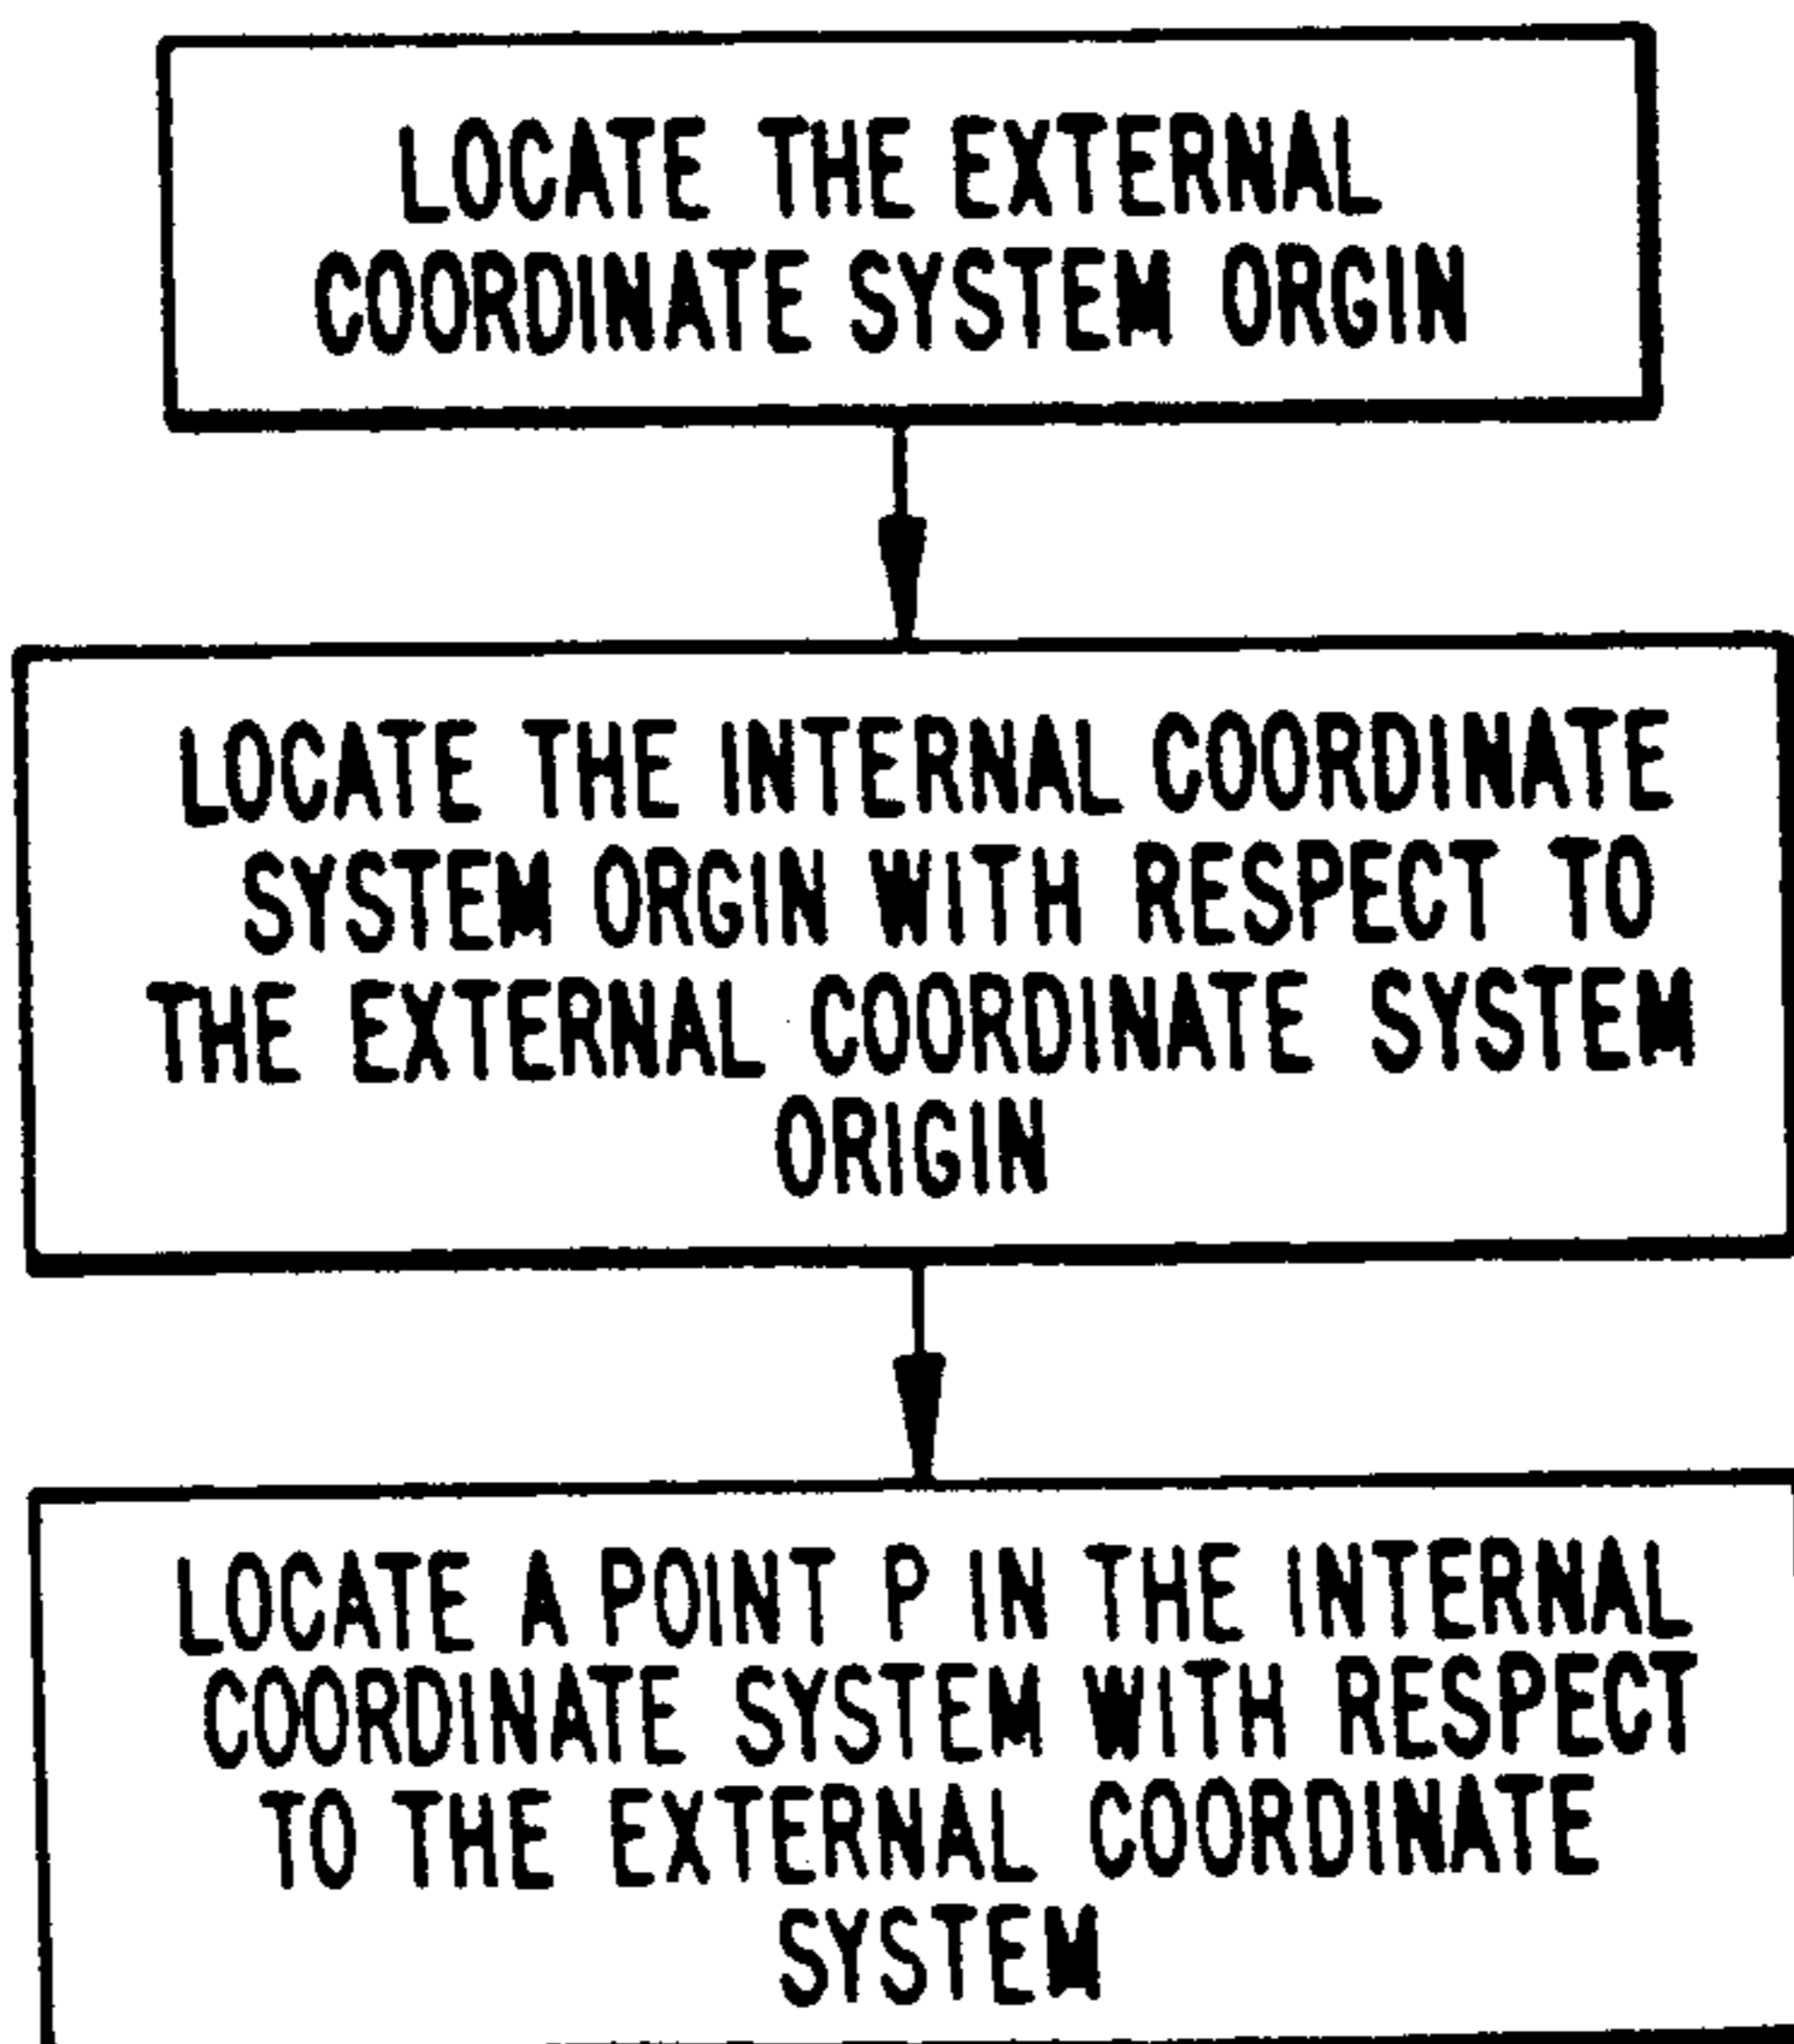 LOCATE THE EXTERNAL
COORDINATE SYSTEM ORGIN
LOCATE THE INTERNAL COORDINATE
SYSTEM ORGIN WITH RESPECT TO
THE EXTERNAL COORDINATE SYSTEM
ORIGIN
LOCATE A POINT P IN THE INTERNAL
COORDINATE SYSTEM WITH RESPECT
TO THE EXTERNAL COORDINATE
SYSTEM